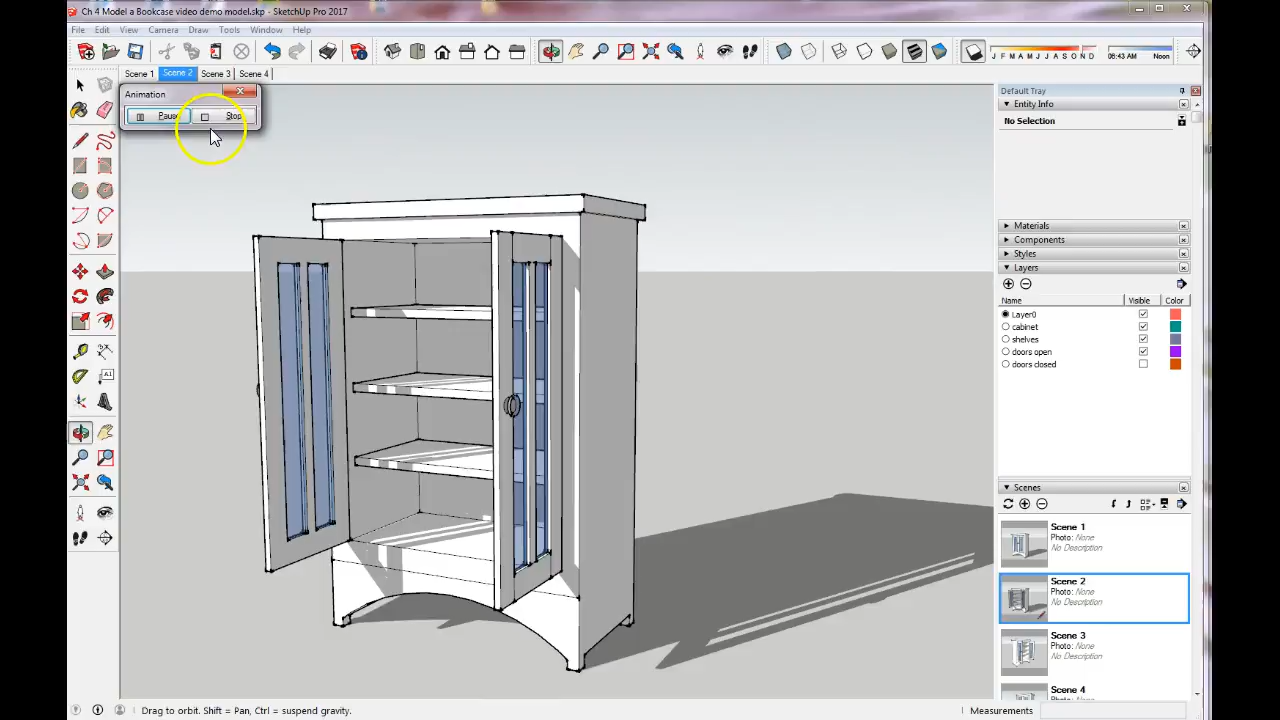 Ch 4 Model a Bookcase video demo model.skp - SketchUp Pro 2017
File Edit View Camera Draw Tools Window Help
J F M A M J J A S O N D 06:43 AM Noon
Scene 1 Scene 2 Scene 3 Scene 4
Animation
Pause Stop
Default Tray
Entity Info
No Selection
Materials
Components
Styles
Layers
Name Visible Color
Layer0
cabinet
shelves
doors open
doors closed
Scenes
Scene 1
Photo: None
No Description
Scene 2
Photo: None
No Description
Scene 3
Photo: None
No Description
Scene 4
Drag to orbit. Shift = Pan, Ctrl = suspend gravity.
Measurements